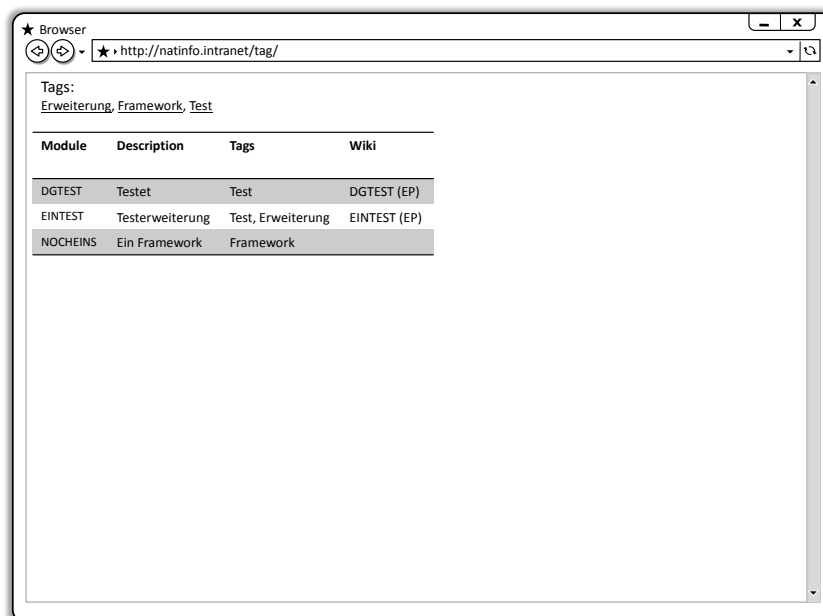 Browser
http://natinfo.intranet/tag/
Tags:
Erweiterung, Framework, Test
Module Description Tags Wiki
DGTEST Testet Test DGTEST (EP)
EINTEST Testerweiterung Test, Erweiterung EINTEST (EP)
NOCHEINS Ein Framework Framework